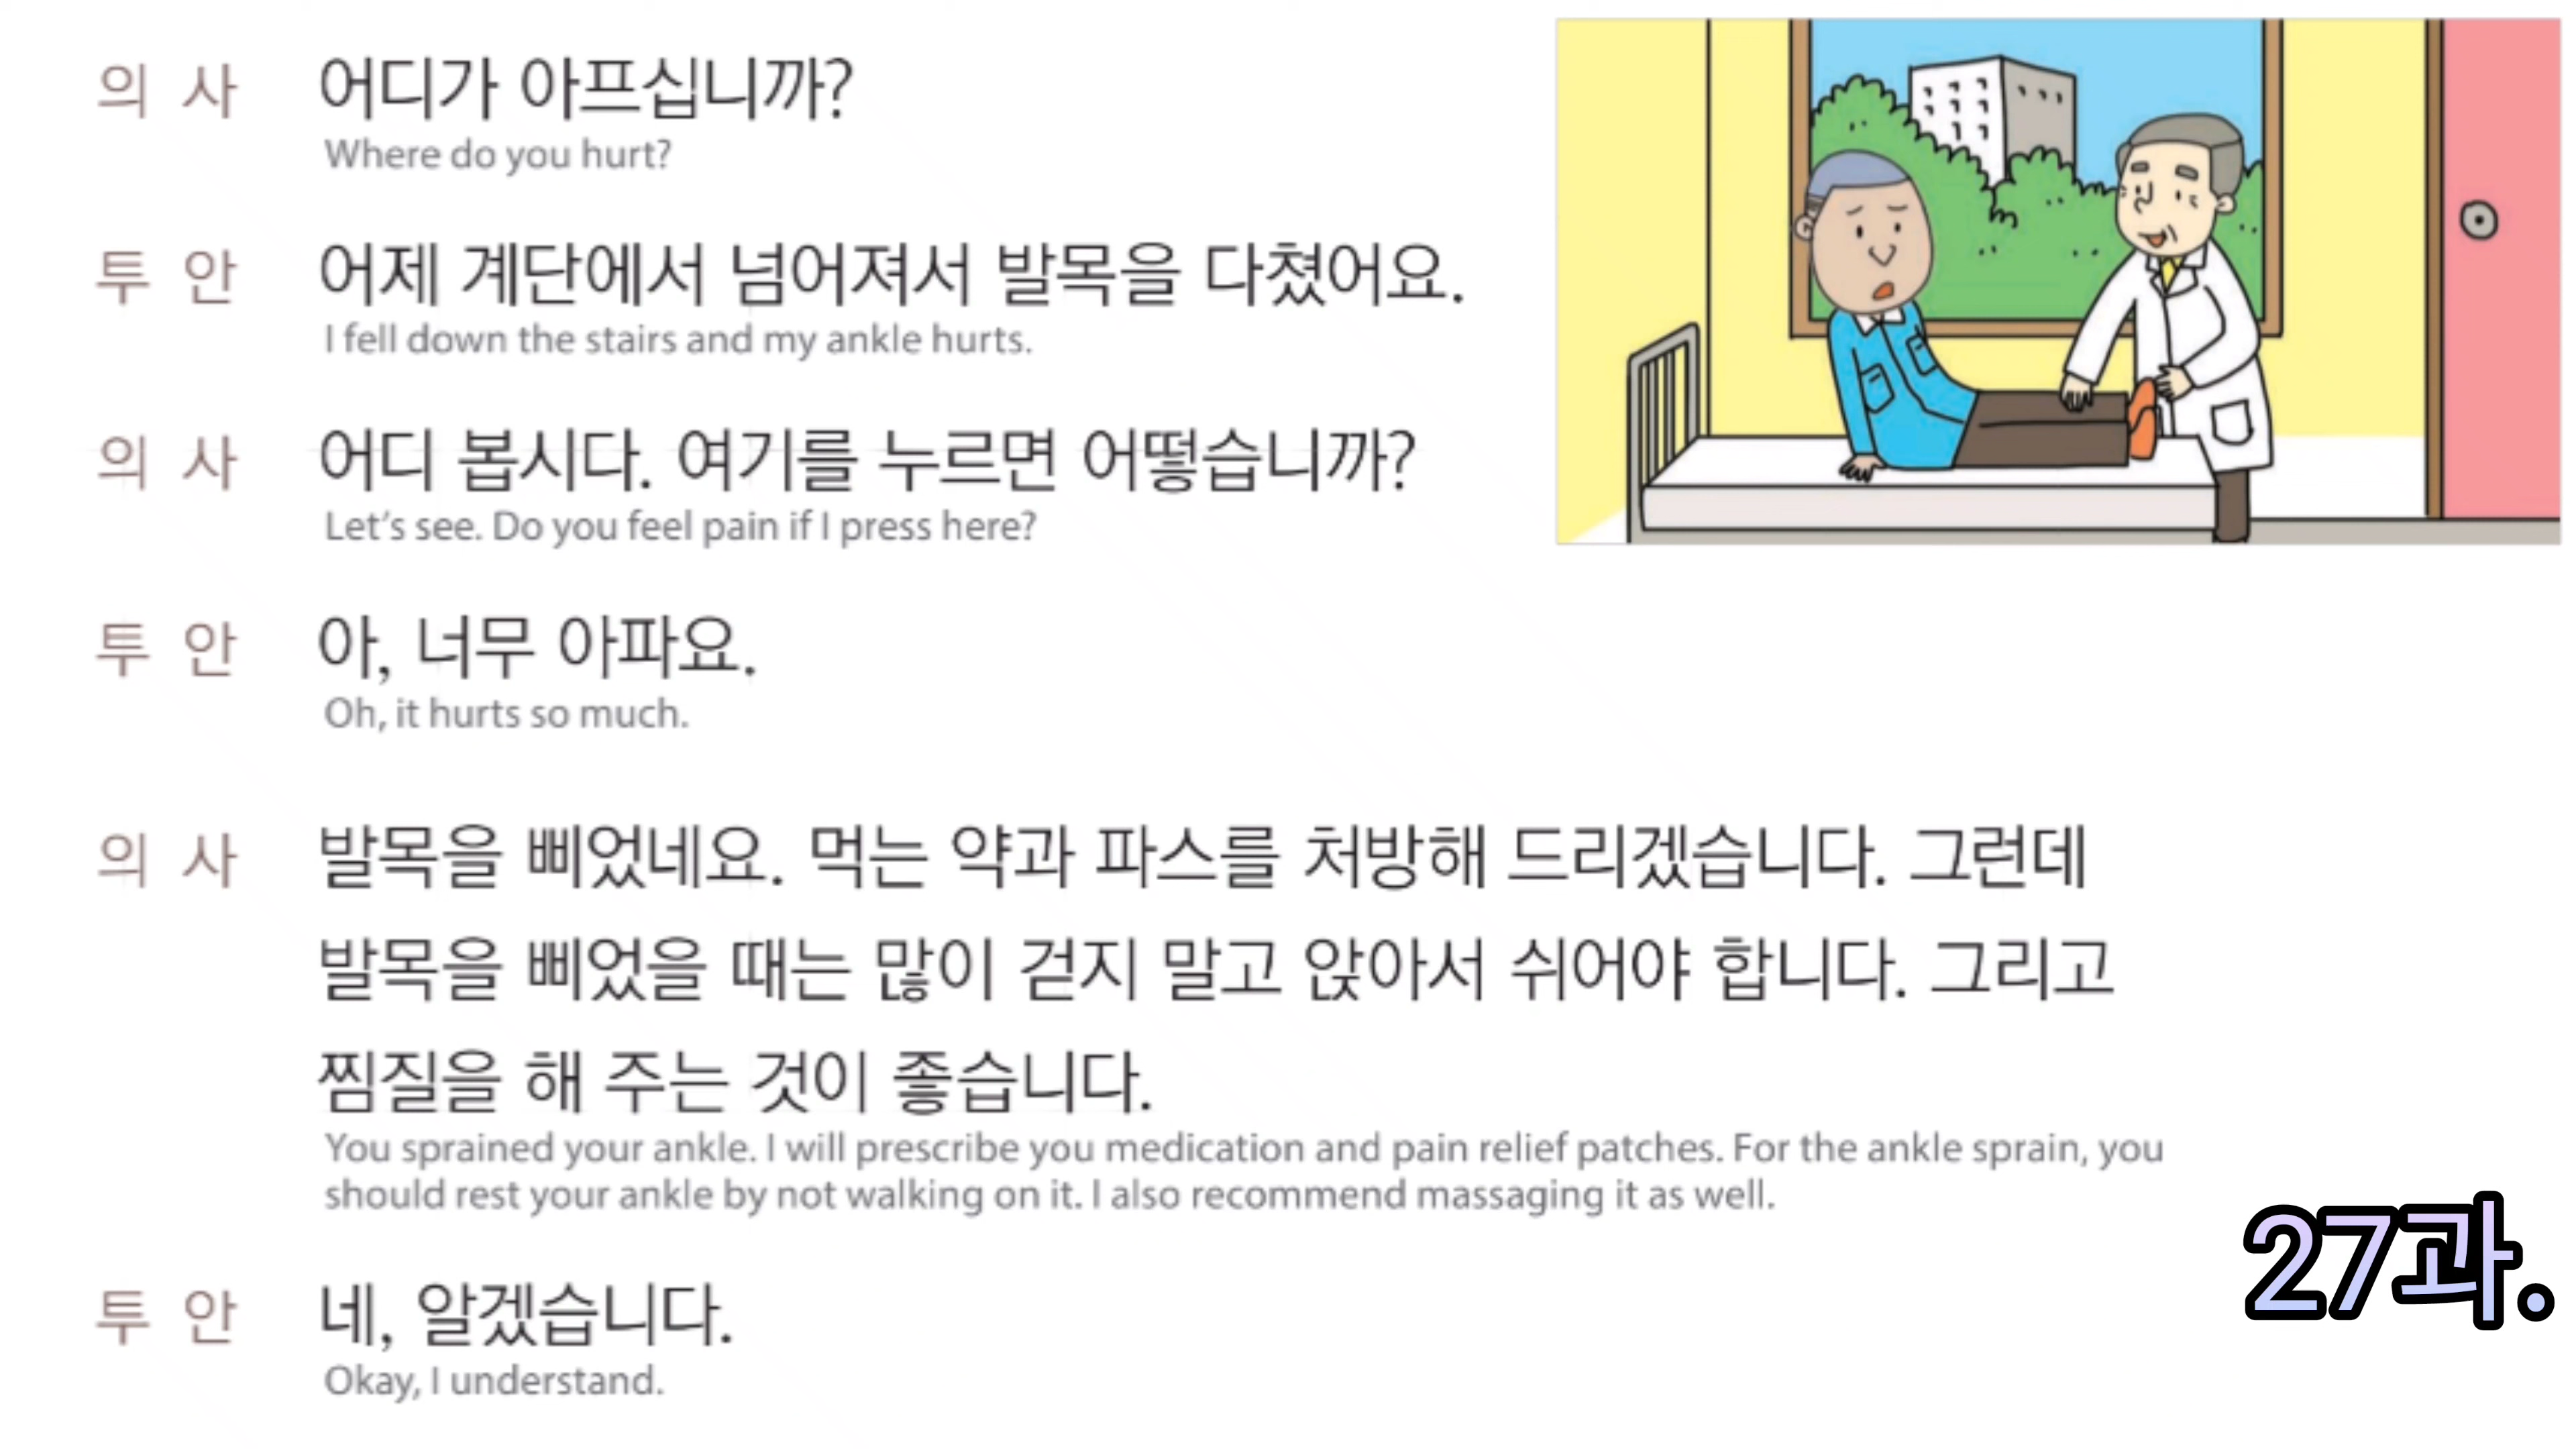 의 사 어디가 아프십니까?
Where do you hurt?
투 안 어제 계단에서 넘어져서 발목을 다쳤어요.
I fell down the stairs and my ankle hurts.
의 사 어디 봅시다. 여기를 누르면 어떻습니까?
Let's see. Do you feel pain if I press here?
투 안 아, 너무 아파요.
Oh, it hurts so much.
의 사 발목을 삐었네요. 먹는 약과 파스를 처방해 드리겠습니다. 그런데
발목을 삐었을 때는 많이 걷지 말고 앉아서 쉬어야 합니다. 그리고
찜질을 해 주는 것이 좋습니다.
You sprained your ankle. I will prescribe you medication and pain relief patches. For the ankle sprain, you
should rest your ankle by not walking on it. I also recommend massaging it as well.
투 안 네, 알겠습니다.
Okay, I understand.
27과.